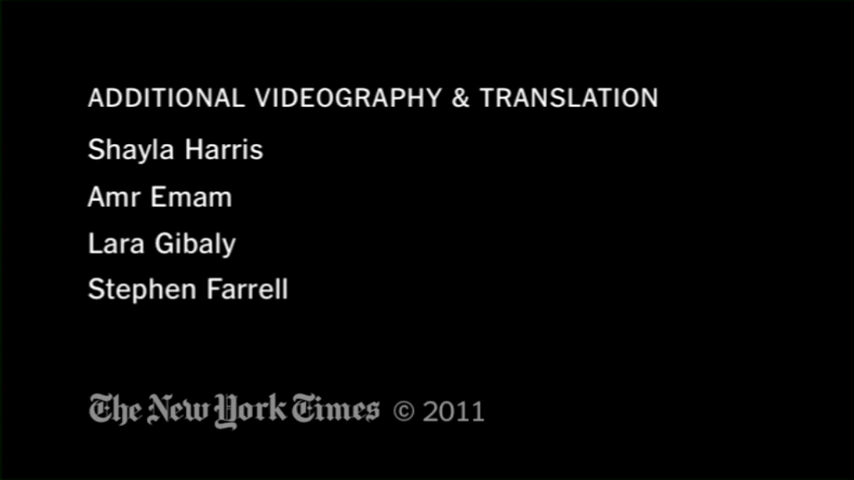 ADDITIONAL VIDEOGRAPHY & TRANSLATION
Shayla Harris
Amr Emam
Lara Gibaly
Stephen Farrell
The New York Times © 2011